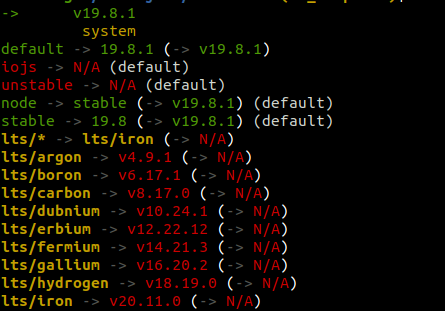 ->       v19.8.1
         system
default -> 19.8.1 (-> v19.8.1)
iojs -> N/A (default)
unstable -> N/A (default)
node -> stable (-> v19.8.1) (default)
stable -> 19.8 (-> v19.8.1) (default)
lts/* -> lts/iron (-> N/A)
lts/argon -> v4.9.1 (-> N/A)
lts/boron -> v6.17.1 (-> N/A)
lts/carbon -> v8.17.0 (-> N/A)
lts/dubnium -> v10.24.1 (-> N/A)
lts/erbium -> v12.22.12 (-> N/A)
lts/fermium -> v14.21.3 (-> N/A)
lts/gallium -> v16.20.2 (-> N/A)
lts/hydrogen -> v18.19.0 (-> N/A)
lts/iron -> v20.11.0 (-> N/A)